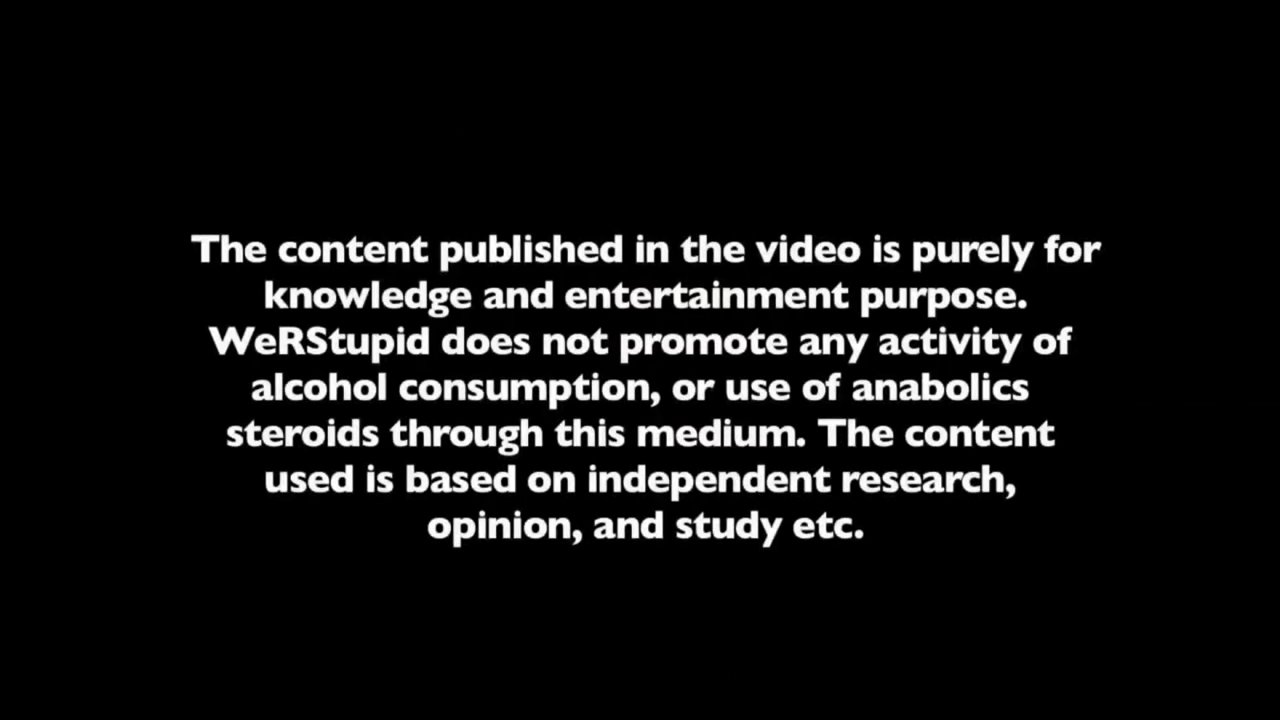 The content published in the video is purely for
knowledge and entertainment purpose.
WeRStupid does not promote any activity of
alcohol consumption, or use of anabolics
steroids through this medium. The content
used is based on independent research,
opinion, and study etc.